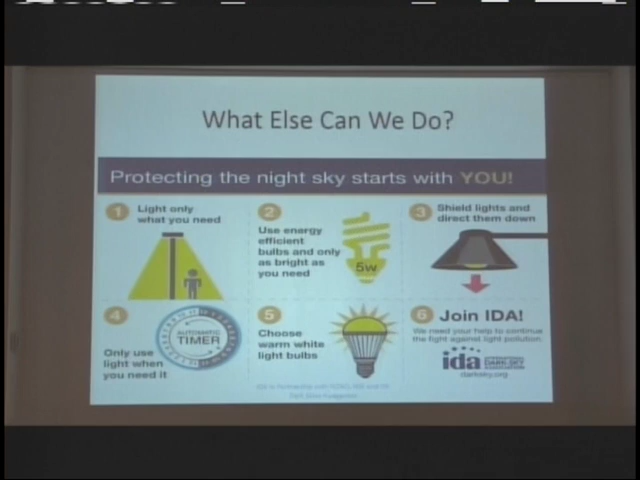 What Else Can We Do?
Protecting the night sky starts with YOU!
1
Light only
what you need
2
Use energy
efficient
bulbs and only
as bright as
you need
5w
3
Shield lights and
direct them down
4
AUTOMATIC
TIMER
Only use
light when
you need it
5
Choose
warm white
light bulbs
6
Join IDA!
We need your help to continue
the fight against light pollution.
ida
DARK-SKY
darksky.org